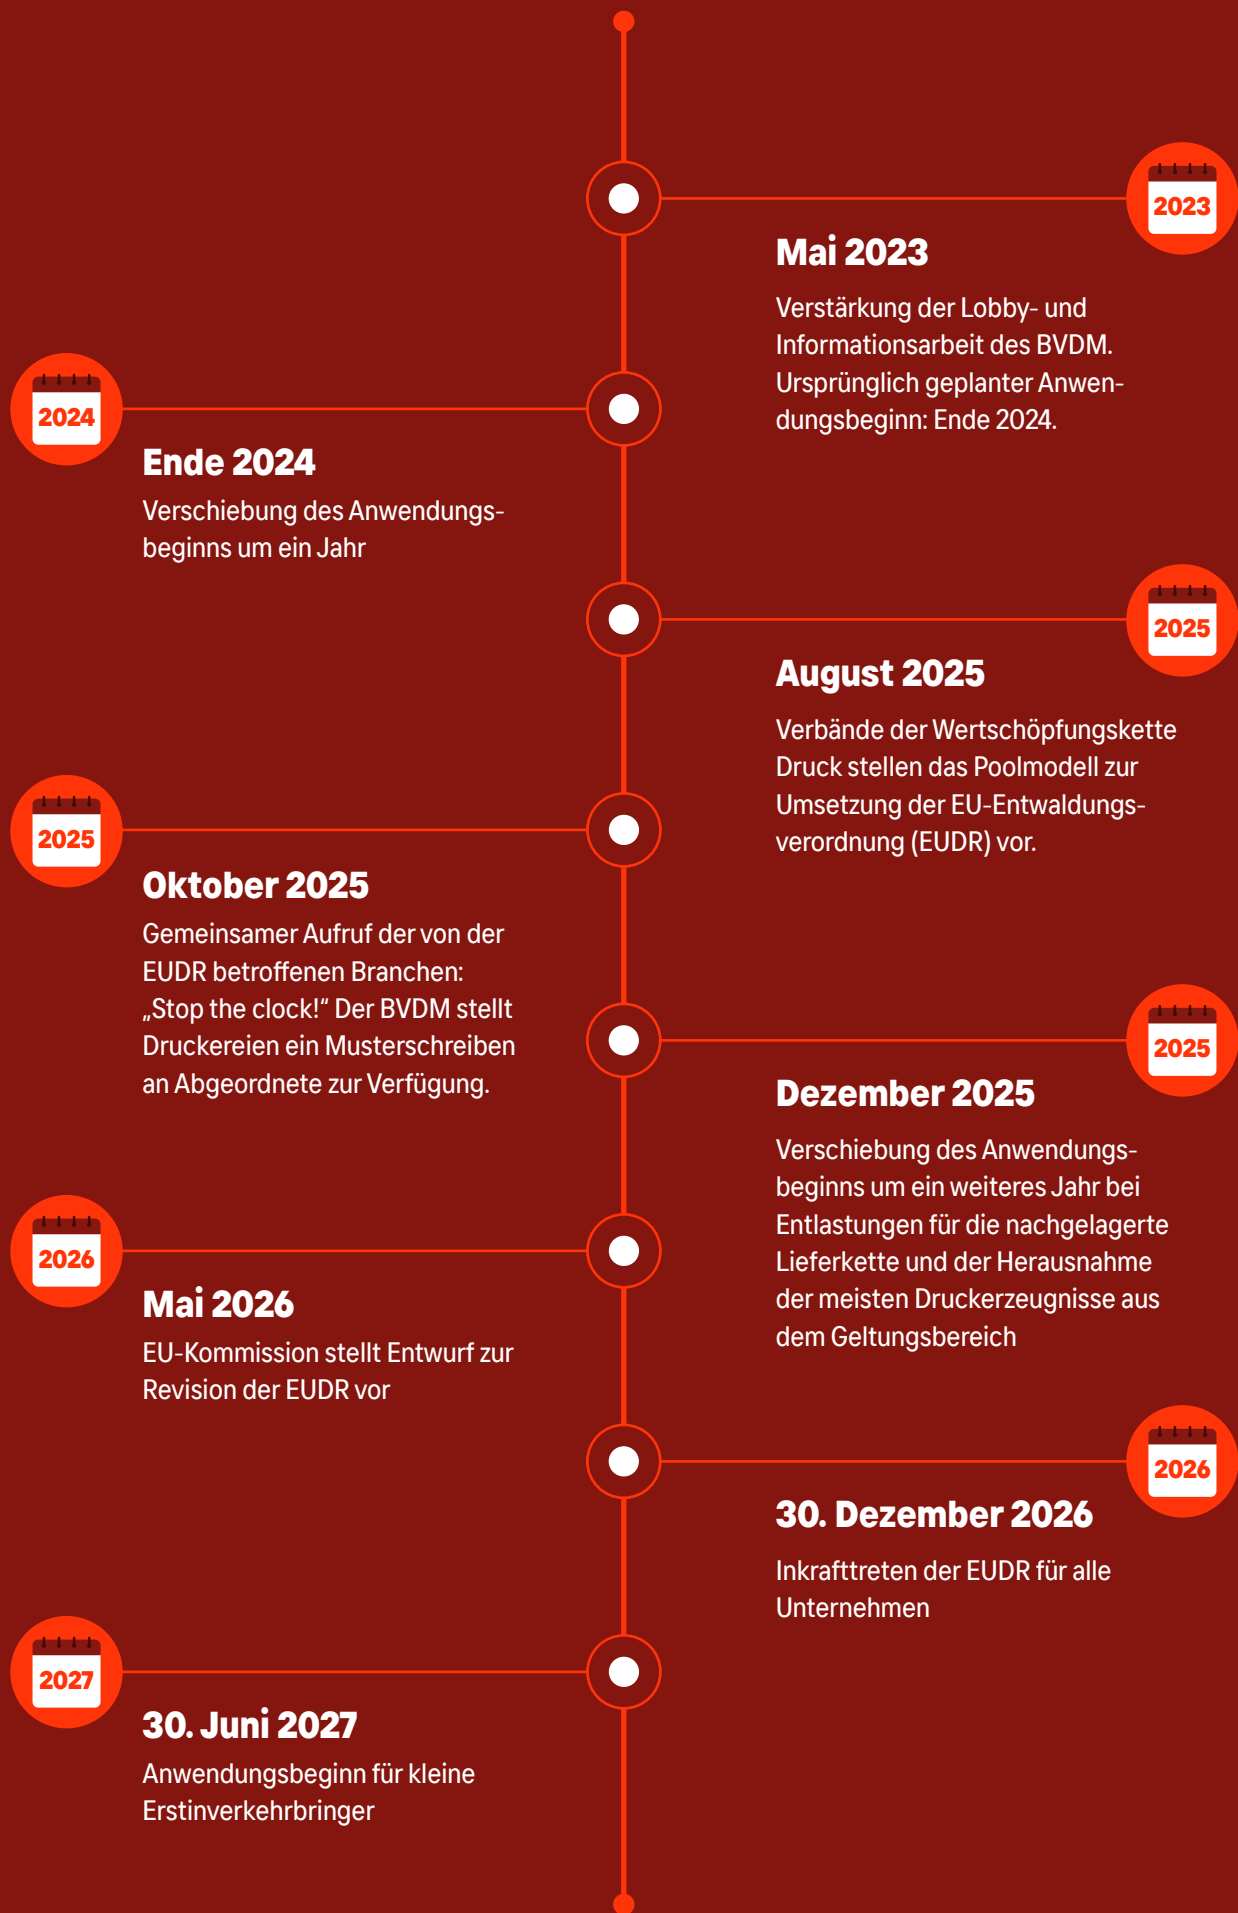 2023
Mai 2023
Verstärkung der Lobby- und
Informationsarbeit des BVDM.
Ursprünglich geplanter Anwen-
dungsbeginn: Ende 2024.
2024
Ende 2024
Verschiebung des Anwendungs-
beginns um ein Jahr
2025
August 2025
Verbände der Wertschöpfungskette
Druck stellen das Poolmodell zur
Umsetzung der EU-Entwaldungs-
verordnung (EUDR) vor.
2025
Oktober 2025
Gemeinsamer Aufruf der von der
EUDR betroffenen Branchen:
„Stop the clock!“ Der BVDM stellt
Druckereien ein Musterschreiben
an Abgeordnete zur Verfügung.
2025
Dezember 2025
Verschiebung des Anwendungs-
beginns um ein weiteres Jahr bei
Entlastungen für die nachgelagerte
Lieferkette und der Herausnahme
der meisten Druckerzeugnisse aus
dem Geltungsbereich
2026
Mai 2026
EU-Kommission stellt Entwurf zur
Revision der EUDR vor
2026
30. Dezember 2026
Inkrafttreten der EUDR für alle
Unternehmen
2027
30. Juni 2027
Anwendungsbeginn für kleine
Erstinverkehrbringer